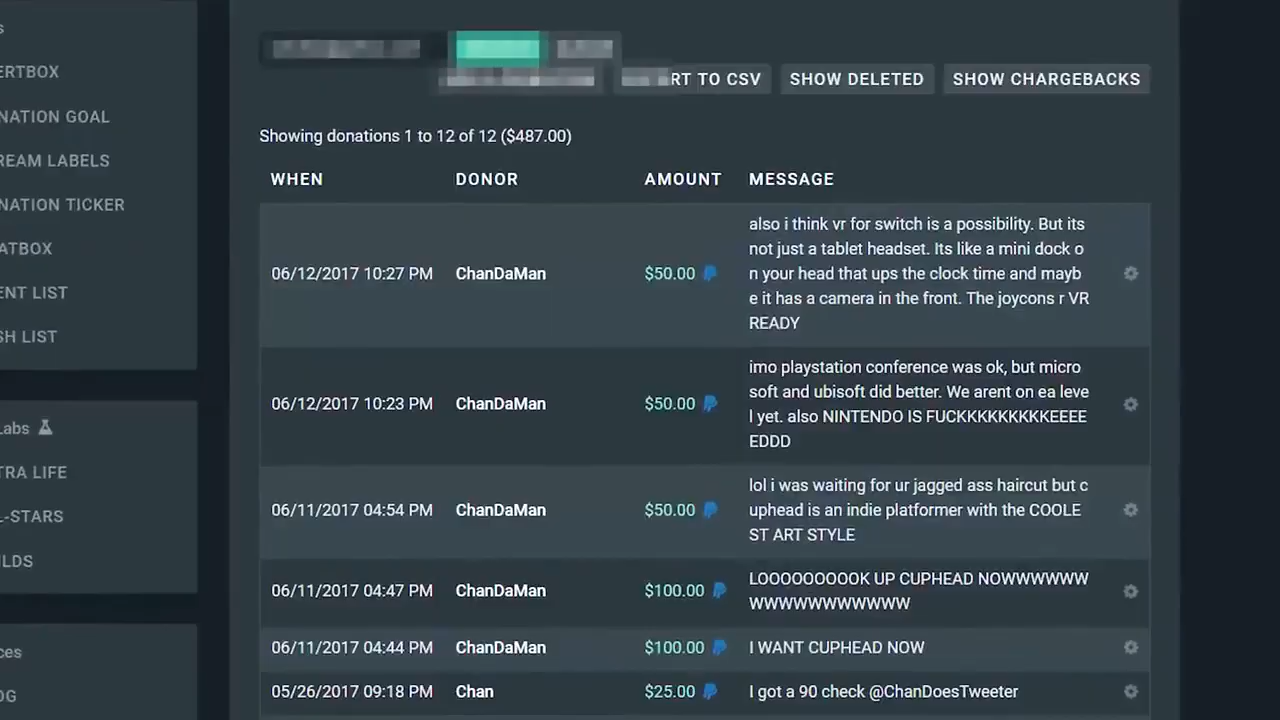 s
ERTBOX
NATION GOAL
REAM LABELS
NATION TICKER
ATBOX
ENT LIST
SH LIST
Labs
TRA LIFE
L-STARS
ILDS
ces
OG
RT TO CSV SHOW DELETED SHOW CHARGEBACKS
Showing donations 1 to 12 of 12 ($487.00)
WHEN DONOR AMOUNT MESSAGE
also i think vr for switch is a possibility. But its
not just a tablet headset. Its like a mini dock o
06/12/2017 10:27 PM ChanDaMan $50.00 n your head that ups the clock time and mayb
e it has a camera in the front. The joycons r VR
READY
imo playstation conference was ok, but micro
soft and ubisoft did better. We arent on ea leve
06/12/2017 10:23 PM ChanDaMan $50.00 l yet. also NINTENDO IS FUCKKKKKKKKKEEEE
EDDD
lol i was waiting for ur jagged ass haircut but c
06/11/2017 04:54 PM ChanDaMan $50.00 uphead is an indie platformer with the COOLE
ST ART STYLE
06/11/2017 04:47 PM ChanDaMan $100.00 LOOOOOOOOOK UP CUPHEAD NOWWWWWW
WWWWWWWWWWWW
06/11/2017 04:44 PM ChanDaMan $100.00 I WANT CUPHEAD NOW
05/26/2017 09:18 PM Chan $25.00 I got a 90 check @ChanDoesTweeter